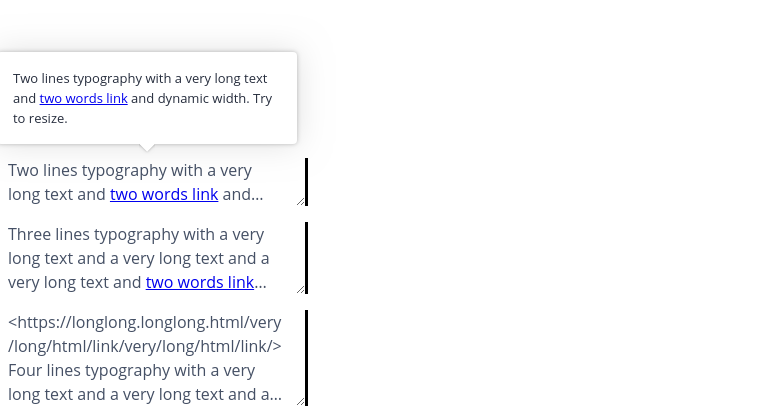 Two lines typography with a very long text
and two words link and dynamic width. Try
to resize.
Two lines typography with a very
long text and two words link and...
Three lines typography with a very
long text and a very long text and a
very long text and two words link...
<https://longlong.longlong.html/very
/long/html/link/very/long/html/link/>
Four lines typography with a very
long text and a very long text and a...